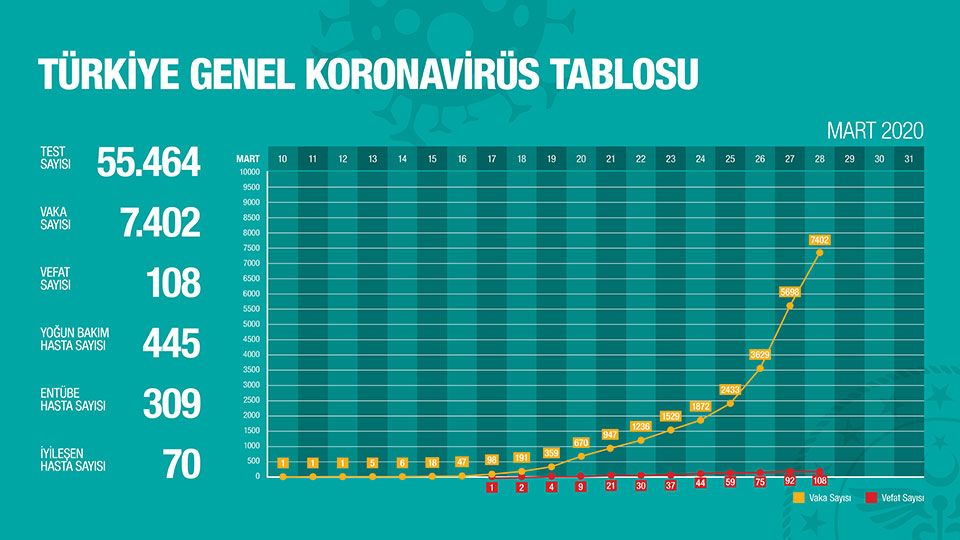 TÜRKİYE GENEL KORONAVİRÜS TABLOSU
MART 2020
TEST
SAYISI
55.464
VAKA
SAYISI
7.402
VEFAT
SAYISI
108
YOĞUN BAKIM
HASTA SAYISI
445
ENTÜBE
HASTA SAYISI
309
İYİLEŞEN
HASTA SAYISI
70
MART 10 11 12 13 14 15 16 17 18 19 20 21 22 23 24 25 26 27 28 29 30 31
10000
9500
9000
8500
8000
7500
7000
6500
6000
5500
5000
4500
4000
3500
3000
2500
2000
1500
1000
500
0
1 1 1 5 6 18 47 98 191 359 670 947 1236 1529 1872 2433 3629 5698 7402
1 2 4 9 21 30 37 44 59 75 92 108
Vaka Sayısı Vefat Sayısı